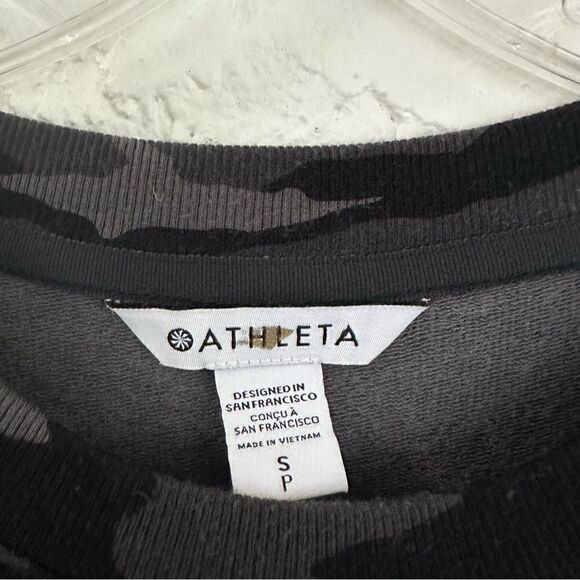 ATHLETA
DESIGNED IN
SAN FRANCISCO
CONÇU À
SAN FRANCISCO
MADE IN VIETNAM
S
P